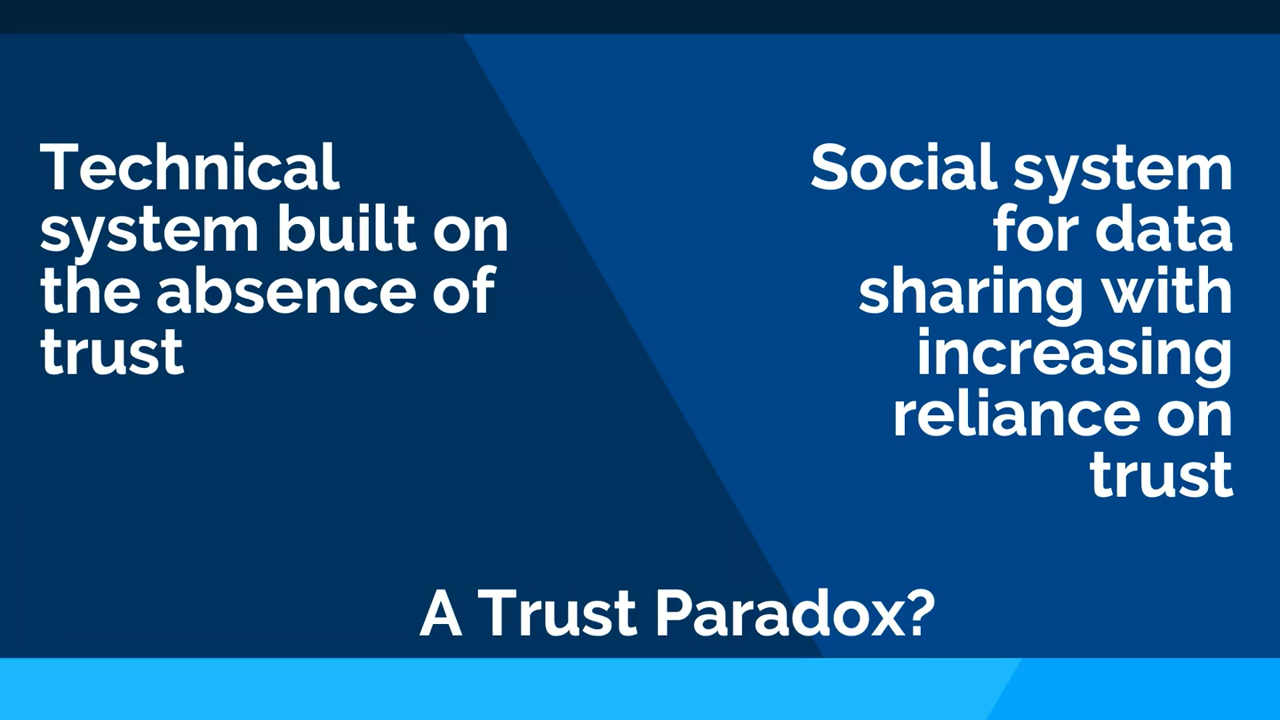 Technical
system built on
the absence of
trust
Social system
for data
sharing with
increasing
reliance on
trust
A Trust Paradox?